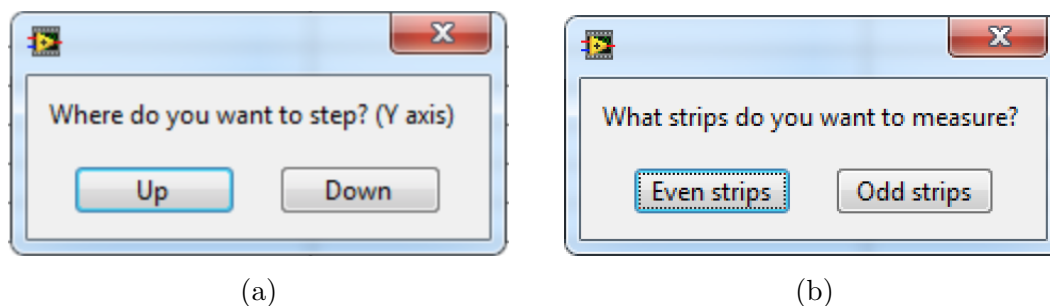 Where do you want to step? (Y axis)
Up Down
(a)
What strips do you want to measure?
Even strips Odd strips
(b)